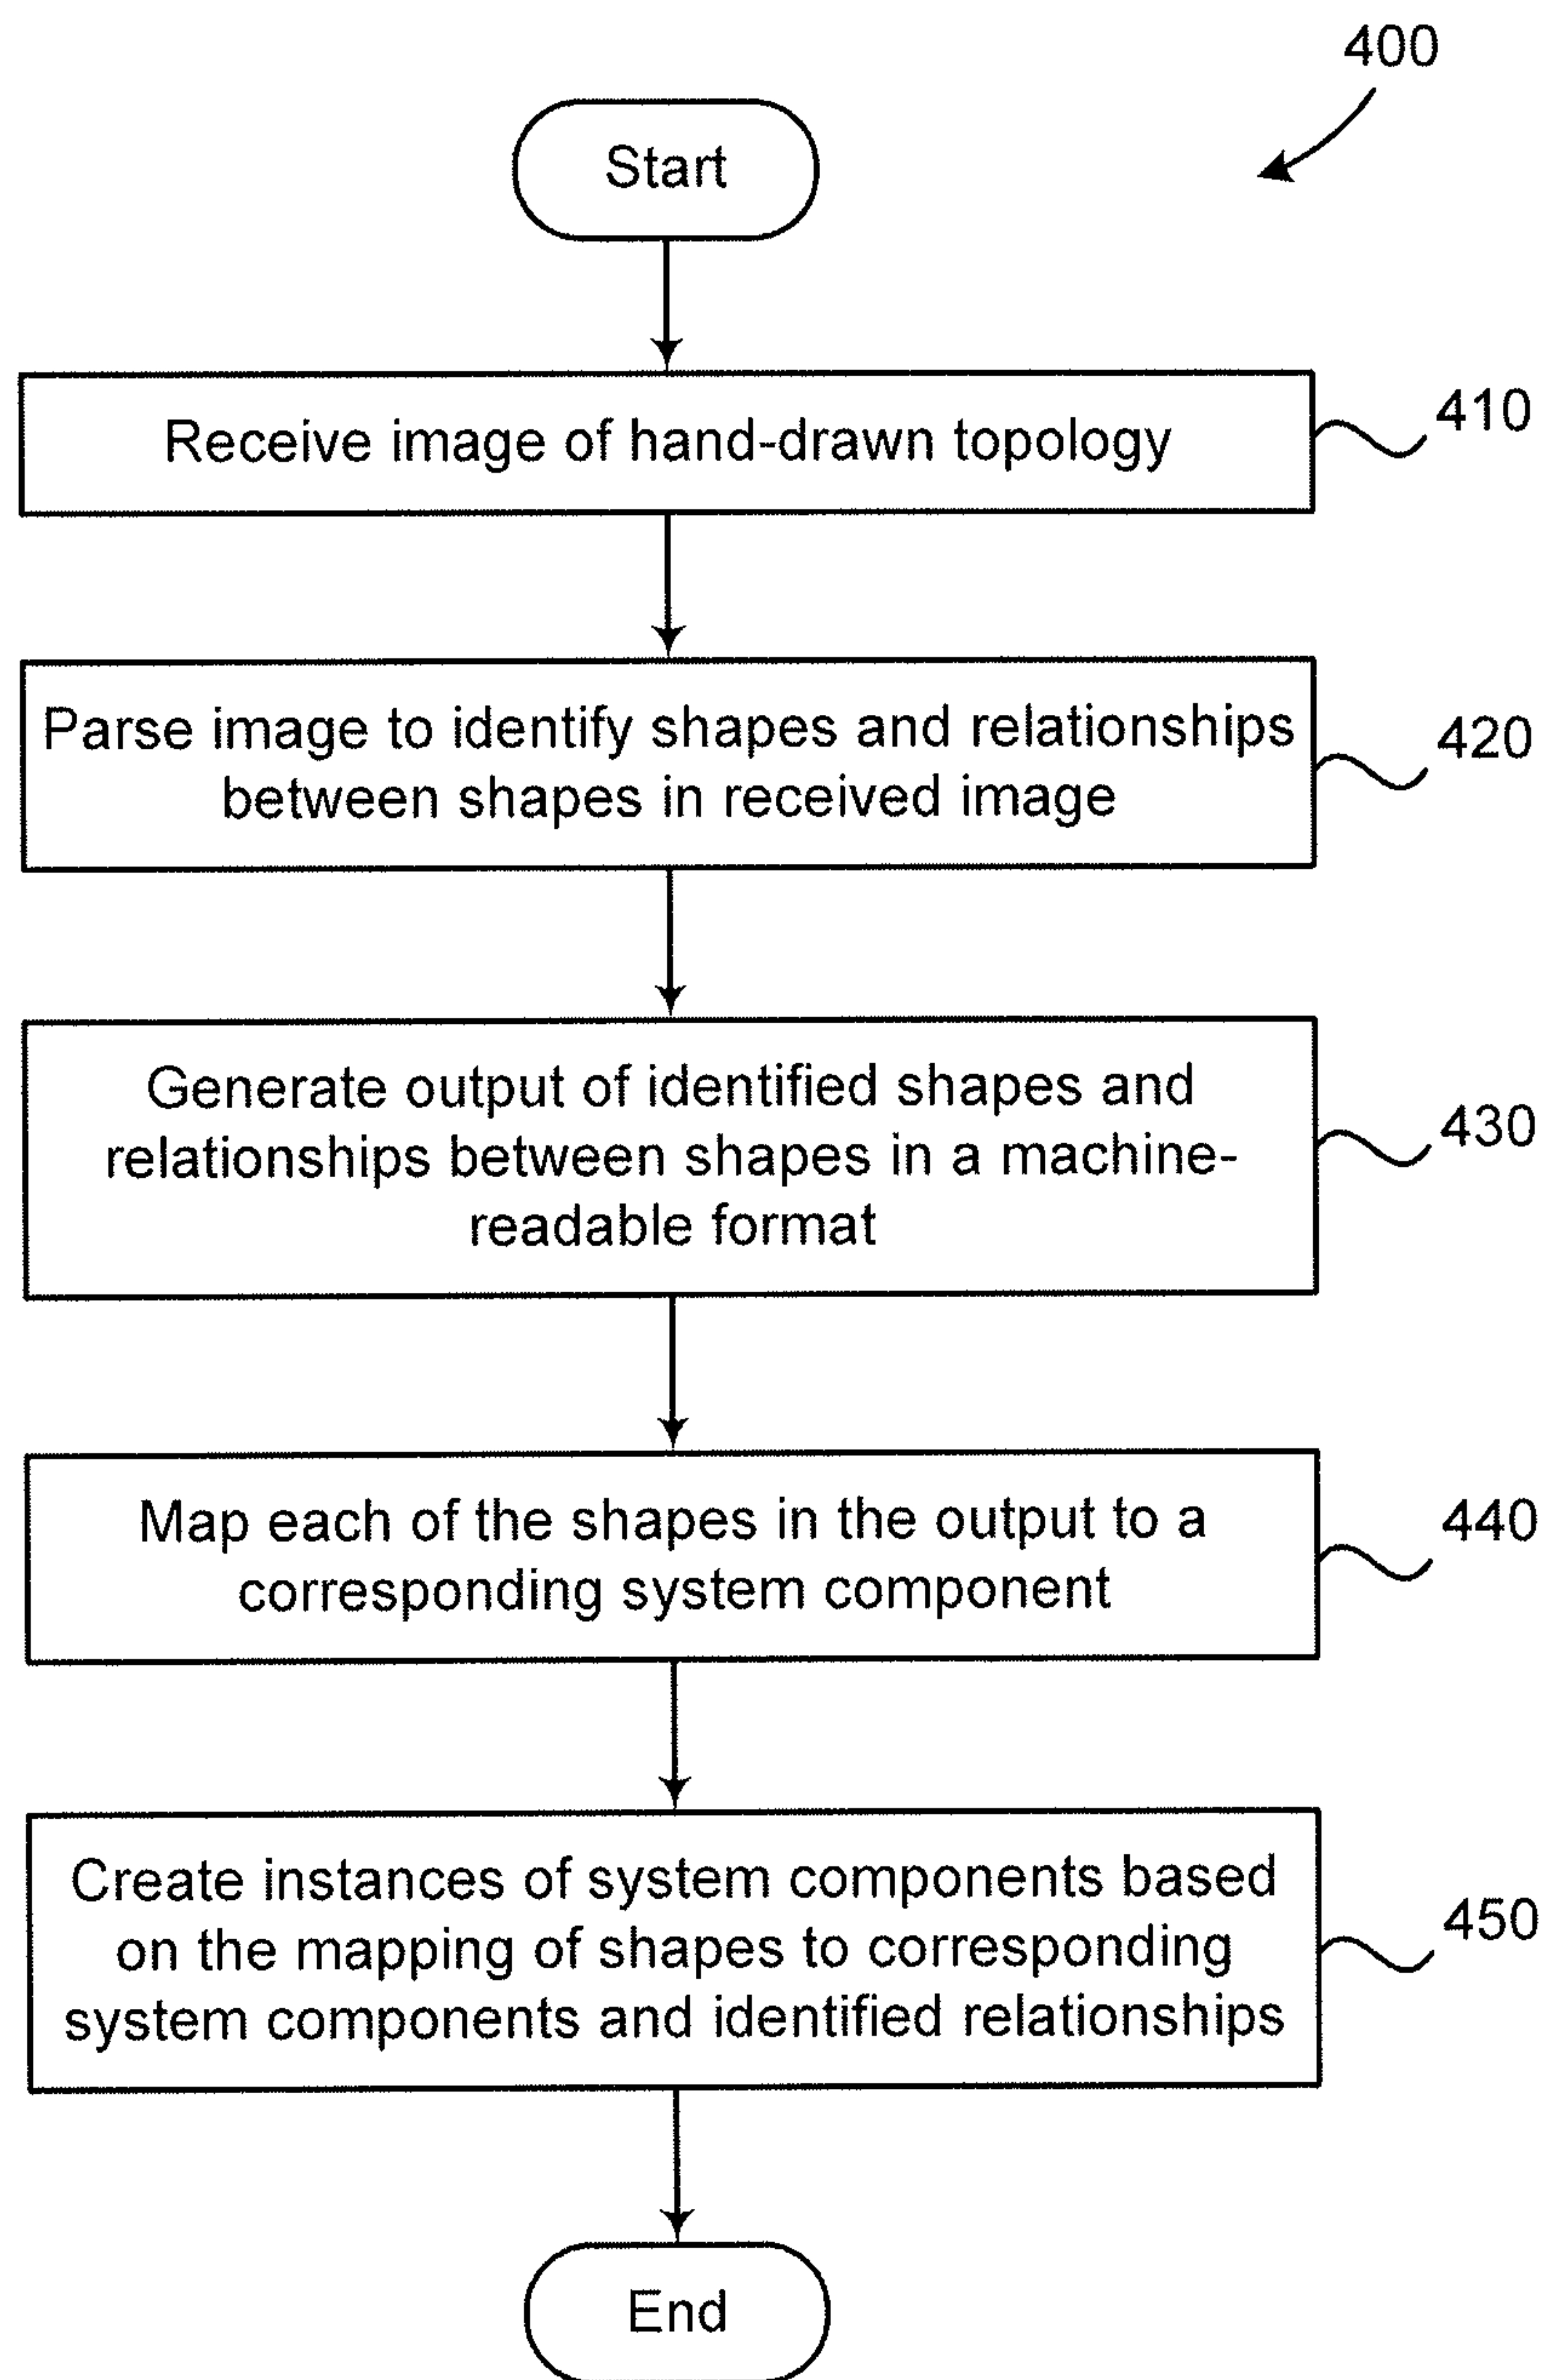 400
Start
Receive image of hand-drawn topology
410
Parse image to identify shapes and relationships
between shapes in received image
420
Generate output of identified shapes and
relationships between shapes in a machine-
readable format
430
Map each of the shapes in the output to a
corresponding system component
440
Create instances of system components based
on the mapping of shapes to corresponding
system components and identified relationships
450
End